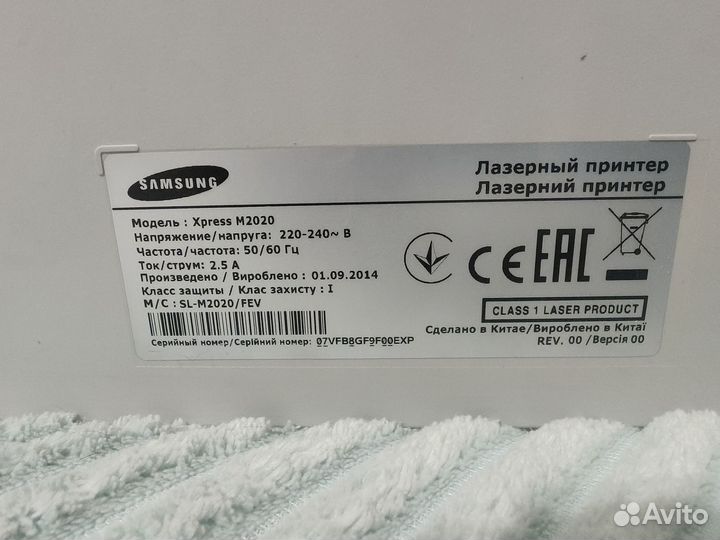 SAMSUNG
Лазерный принтер
Лазерний принтер
Модель : Xpress M2020
Напряжение/напруга: 220-240~ В
Частота/частота: 50/60 Гц
Ток/струм: 2.5 А
Произведено / Вироблено : 01.09.2014
Класс защиты / Клас захисту : I
M/C : SL-M2020/FEV
Серийный номер/Серійний номер: 07VFB8GF9F00EXP
CE EAC
CLASS 1 LASER PRODUCT
Сделано в Китае/Вироблено в Китаї
REV. 00 /Версія 00
Avito